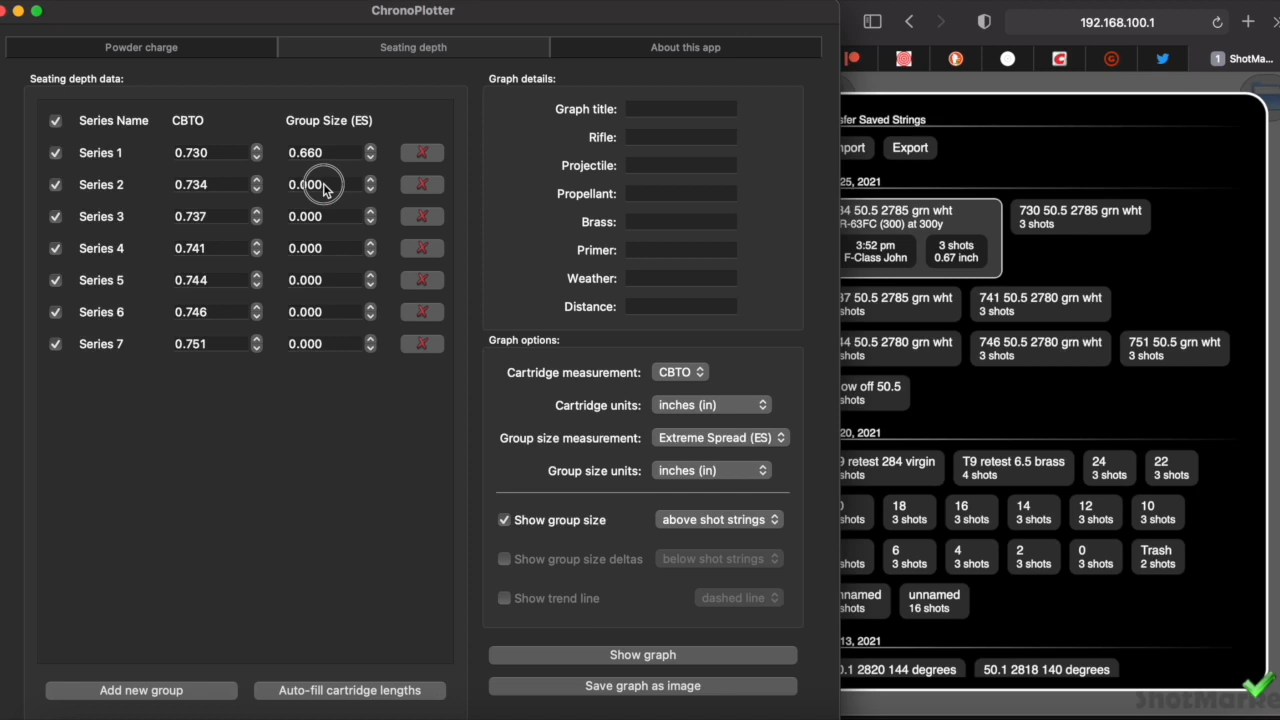 ChronoPlotter
Powder charge
Seating depth
About this app
Seating depth data:
Series Name CBTO Group Size (ES)
Series 1 0.730 0.660
Series 2 0.734 0.000
Series 3 0.737 0.000
Series 4 0.741 0.000
Series 5 0.744 0.000
Series 6 0.746 0.000
Series 7 0.751 0.000
Add new group
Auto-fill cartridge lengths
Graph details:
Graph title:
Rifle:
Projectile:
Propellant:
Brass:
Primer:
Weather:
Distance:
Graph options:
Cartridge measurement: CBTO
Cartridge units: inches (in)
Group size measurement: Extreme Spread (ES)
Group size units: inches (in)
Show group size above shot strings
Show group size deltas below shot strings
Show trend line dashed line
Show graph
Save graph as image
192.168.100.1
1 ShotMa...
sfer Saved Strings
port Export
25, 2021
34 50.5 2785 grn wht
R-63FC (300) at 300y
3:52 pm
F-Class John
3 shots
0.67 inch
730 50.5 2785 grn wht
3 shots
37 50.5 2785 grn wht
shots
741 50.5 2780 grn wht
3 shots
44 50.5 2780 grn wht
shots
746 50.5 2780 grn wht
3 shots
751 50.5 grn wht
3 shots
ow off 50.5
shots
20, 2021
9 retest 284 virgin
shots
T9 retest 6.5 brass
4 shots
24
3 shots
22
3 shots
0
shots
18
3 shots
16
3 shots
14
3 shots
12
3 shots
10
3 shots
shots
6
3 shots
4
3 shots
2
3 shots
0
3 shots
Trash
2 shots
nnamed
shots
unnamed
16 shots
13, 2021
0.1 2820 144 degrees
50.1 2818 140 degrees
ShotMarke